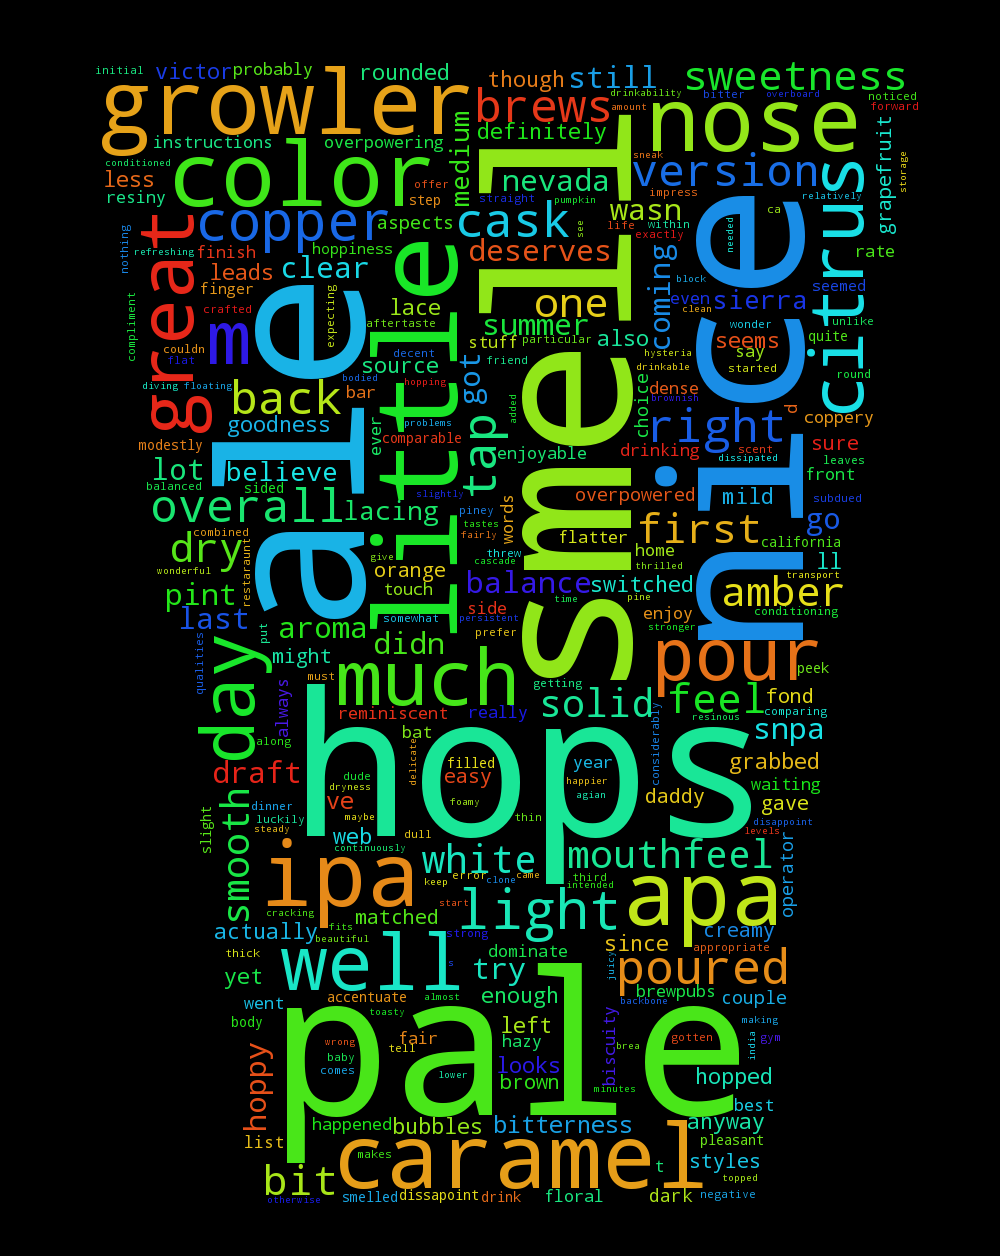 initial
victor
probably
rounded
though
still
sweetness
growler
brews
nose
drinkability
amount
bitter
overboard
noticed
forward
instructions
overpowering
medium
definitely
smell
sneak
version
citrus
grapefruit
storage
conditioned
less
resiny
color
offer
step
nevada
straight
pumpkin
impress
relatively
nice
nothing
refreshing
great
copper
aspects
cask
see
wasn
life
within
exactly
ca
needed
finish
hoppiness
little
deserves
coming
rate
leads
finger
clear
ale
expecting
lace
one
block
even
sierra
seemed
clean
compliment
crafted
couldn
flat
m
aftertaste
summer
stuff
particular
also
wonder
seems
say
started
unlike
quite
decent
source
got
friend
hysteria
drinkable
round
diving
floating
back
bar
bodied
hopping
added
choice
dense
brownish
d
coppery
goodness
ever
problems
comparable
tap
enjoyable
right
drinking
scent
dissipated
sure
leaves
modestly
balanced
lot
believe
sided
slightly
overpowered
mild
front
subdued
overall
lacing
piney
tastes
fairly
words
flatter
first
go
combined
dry
wonderful
restaraunt
orange
give
threw
cascade
home
thrilled
california
ll
transport
pint
touch
balance
time
switched
pine
amber
conditioning
last
somewhat
side
persistent
enjoy
stronger
put
aroma
didn
prefer
qualities
day
might
must
much
getting
pour
peek
always
reminiscent
really
solid
feel
resinous
fond
comparing
along
bat
hops
considerably
snpa
draft
delicate
filled
easy
year
happier
agian
grabbed
dude
dryness
foamy
daddy
waiting
slight
smooth
dinner
luckily
steady
ve
maybe
web
continuously
dull
thin
gave
disappoint
levels
operator
ipa
white
error
keep
clone
came
third
intended
mouthfeel
cracking
fits
beautiful
matched
start
light
apa
actually
strong
creamy
appropriate
thick
well
s
dominate
since
juicy
poured
yet
try
backbone
brewpubs
couple
went
accentuate
almost
enough
toasty
body
pale
left
biscuity
making
india
wrong
fair
tell
hazy
brea
gotten
gym
hoppy
baby
comes
lower
looks
brown
minutes
hopped
best
happened
bubbles
bitterness
anyway
pleasant
list
makes
caramel
t
styles
topped
bit
otherwise
smelled
dissapoint
drink
floral
dark
negative